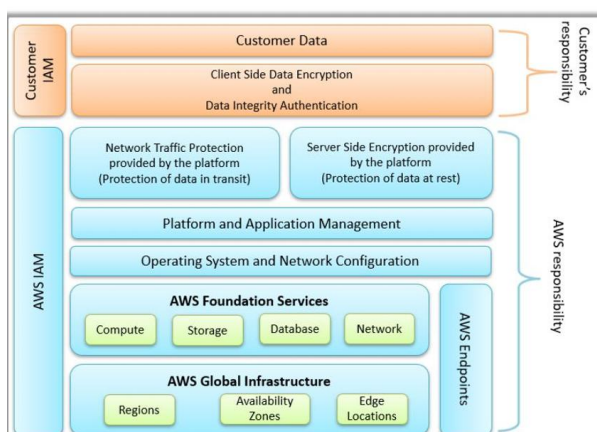 Customer IAM
Customer Data
Client Side Data Encryption
and
Data Integrity Authentication
Customer's
responsibility
AWS IAM
Network Traffic Protection
provided by the platform
(Protection of data in transit)
Server Side Encryption provided
by the platform
(Protection of data at rest)
Platform and Application Management
Operating System and Network Configuration
AWS Foundation Services
Compute
Storage
Database
Network
AWS Global Infrastructure
Regions
Availability
Zones
Edge
Locations
AWS Endpoints
AWS responsibility